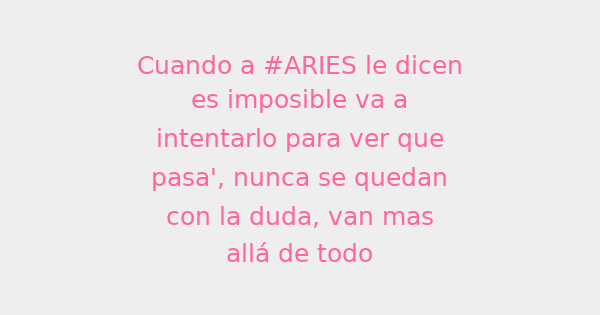 Cuando a #ARIES le dicen
es imposible va a
intentarlo para ver que
pasa', nunca se quedan
con la duda, van mas
allá de todo